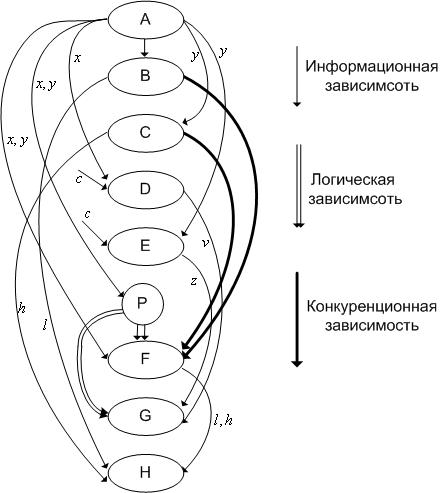 A
x
y
y
B
x, y
Информационная
зависимсоть
C
x, y
c
D
Логическая
зависимсоть
c
E
v
z
P
h
l
Конкуренционная
зависимость
F
G
l, h
H